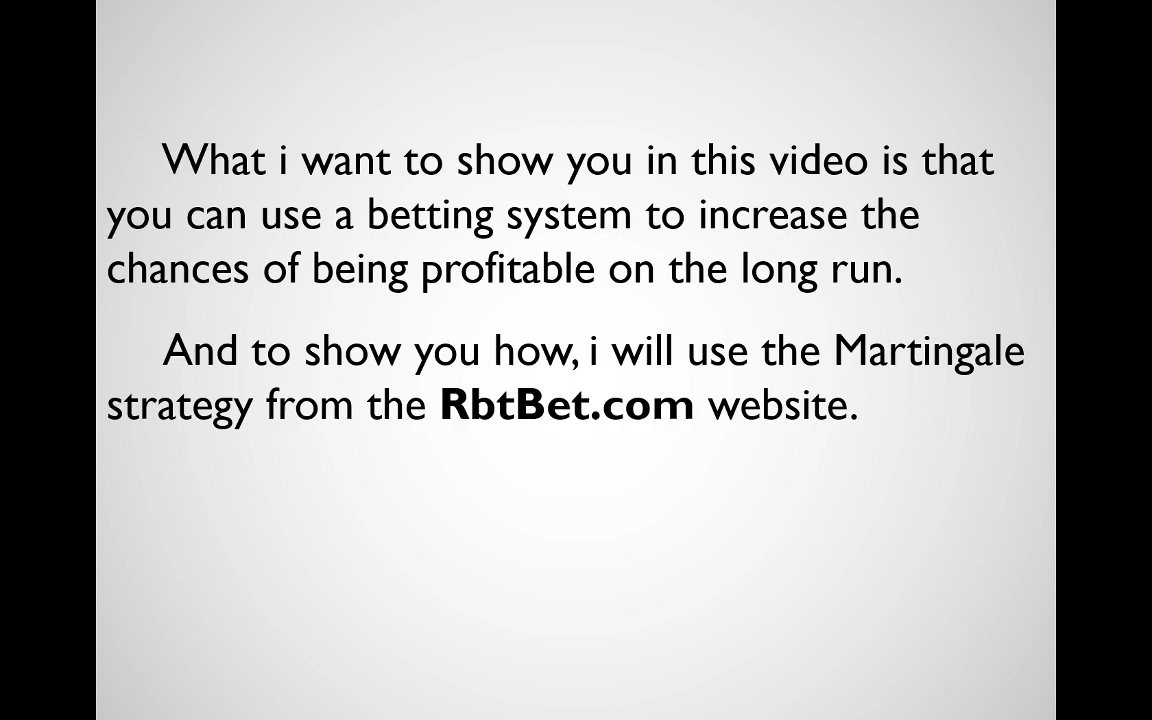 What i want to show you in this video is that
you can use a betting system to increase the
chances of being profitable on the long run.
And to show you how, i will use the Martingale
strategy from the RbtBet.com website.